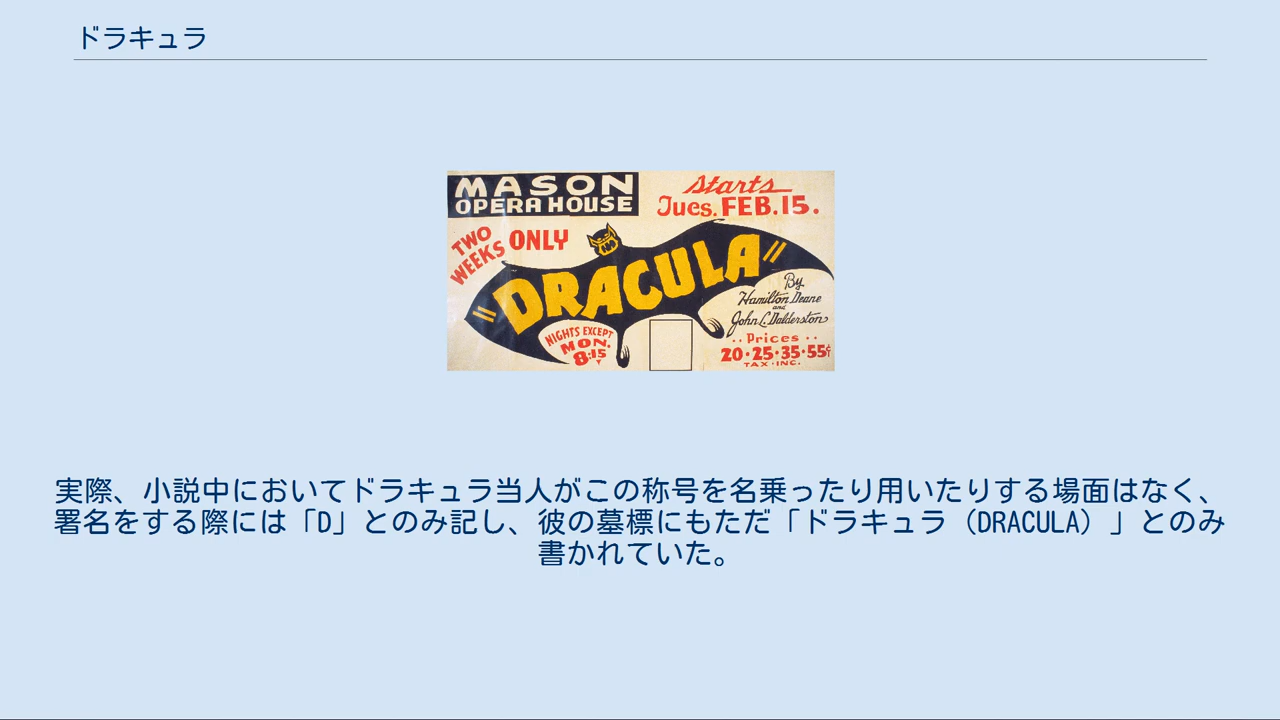 ドラキュラ
MASON
OPERA HOUSE
Starts
Tues. FEB. 15.
TWO
WEEKS ONLY
"DRACULA"
By
Hamilton Deane
and
John L. Balderston
NIGHTS EXCEPT
MON.
8:15
Prices
20・25・35・55¢
TAX・INC.
実際、小説中においてドラキュラ当人がこの称号を名乗ったり用いたりする場面はなく、
署名をする際には「D」とのみ記し、彼の墓標にもただ「ドラキュラ（DRACULA）」とのみ
書かれていた。